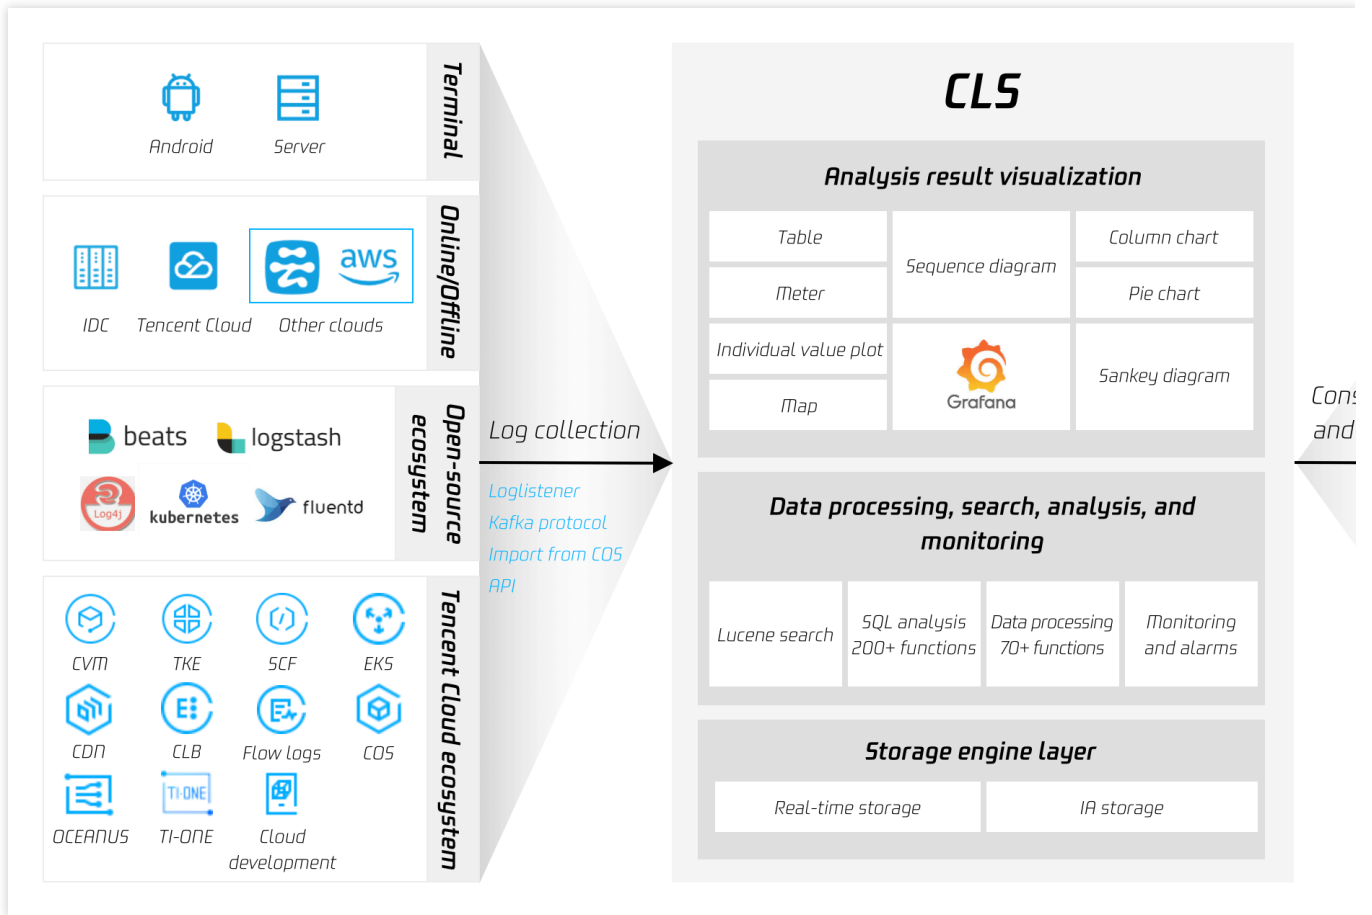 Terminal
Android
Server
Online/Offline
aws
IDC
Tencent Cloud
Other clouds
Open-source
ecosystem
beats
logstash
Log4j
kubernetes
fluentd
Tencent Cloud ecosystem
CVM
TKE
SCF
EKS
CDN
CLB
Flow logs
COS
TI-ONE
OCEANUS
TI-ONE
Cloud
development
Log collection
Loglistener
Kafka protocol
Import from COS
API
CLS
Analysis result visualization
Table
Meter
Individual value plot
Map
Sequence diagram
Grafana
Column chart
Pie chart
Sankey diagram
Data processing, search, analysis, and
monitoring
Lucene search
SQL analysis
200+ functions
Data processing
70+ functions
Monitoring
and alarms
Storage engine layer
Real-time storage
IA storage
and